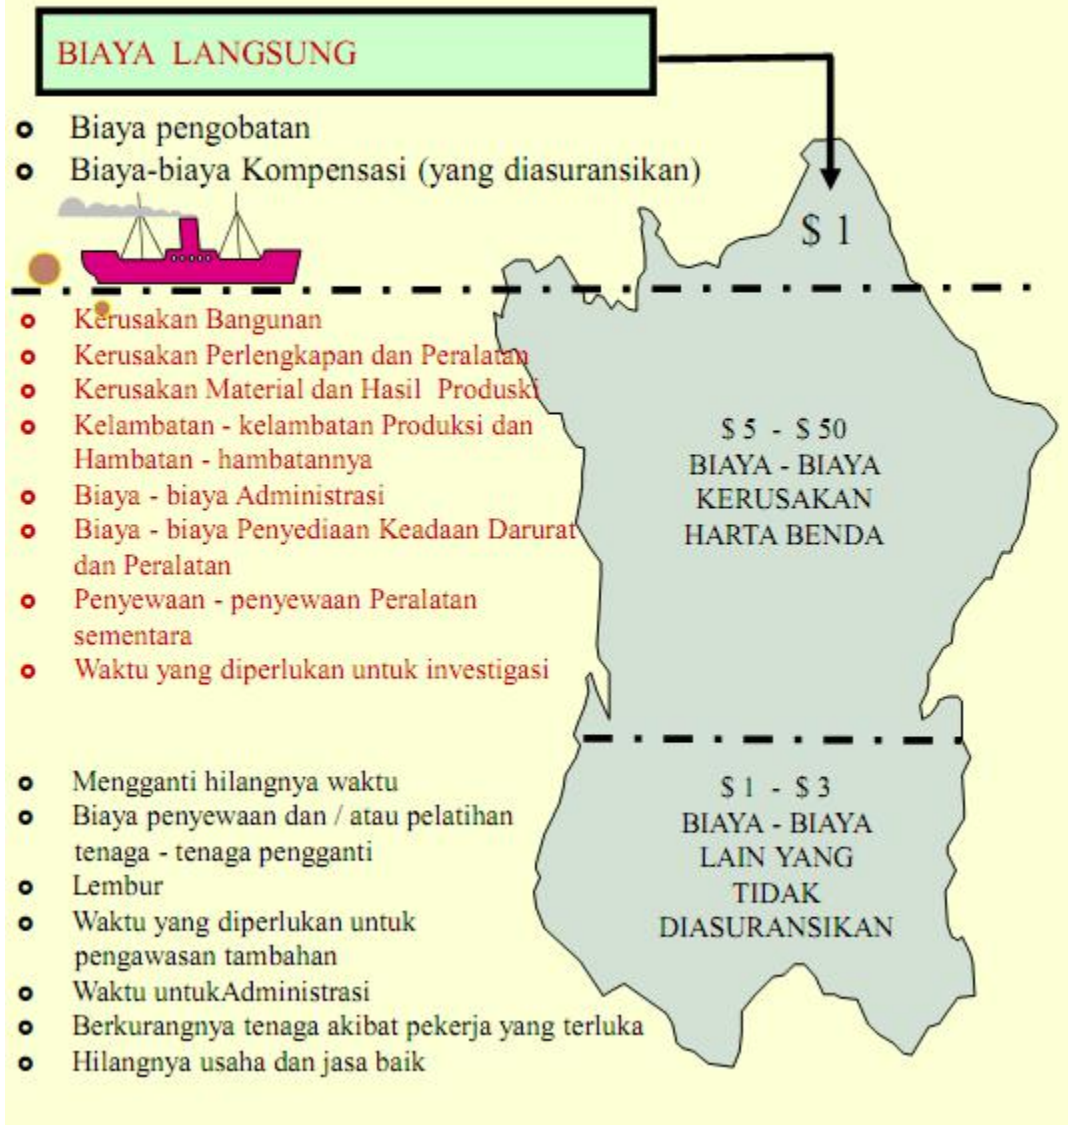 BIAYA LANGSUNG
Biaya pengobatan
Biaya-biaya Kompensasi (yang diasuransikan)
$ 1
Kerusakan Bangunan
Kerusakan Perlengkapan dan Peralatan
Kerusakan Material dan Hasil Produski
Kelambatan - kelambatan Produksi dan
Hambatan - hambatannya
Biaya - biaya Administrasi
Biaya - biaya Penyediaan Keadaan Darurat
dan Peralatan
Penyewaan - penyewaan Peralatan
sementara
Waktu yang diperlukan untuk investigasi
$ 5 - $ 50
BIAYA - BIAYA
KERUSAKAN
HARTA BENDA
Mengganti hilangnya waktu
Biaya penyewaan dan / atau pelatihan
tenaga - tenaga pengganti
Lembur
Waktu yang diperlukan untuk
pengawasan tambahan
Waktu untukAdministrasi
Berkurangnya tenaga akibat pekerja yang terluka
Hilangnya usaha dan jasa baik
$ 1 - $ 3
BIAYA - BIAYA
LAIN YANG
TIDAK
DIASURANSIKAN